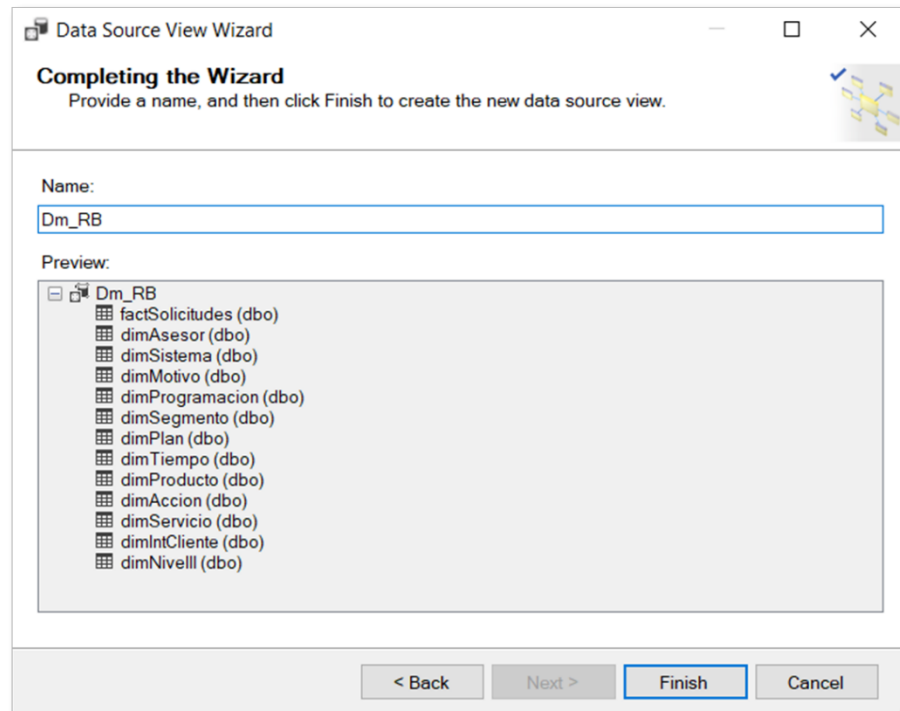 Data Source View Wizard
Completing the Wizard
Provide a name, and then click Finish to create the new data source view.
Name:
Dm_RB
Preview:
Dm_RB
factSolicitudes (dbo)
dimAsesor (dbo)
dimSistema (dbo)
dimMotivo (dbo)
dimProgramacion (dbo)
dimSegmento (dbo)
dimPlan (dbo)
dimTiempo (dbo)
dimProducto (dbo)
dimAccion (dbo)
dimServicio (dbo)
dimIntCliente (dbo)
dimNivelII (dbo)
< Back Next > Finish Cancel